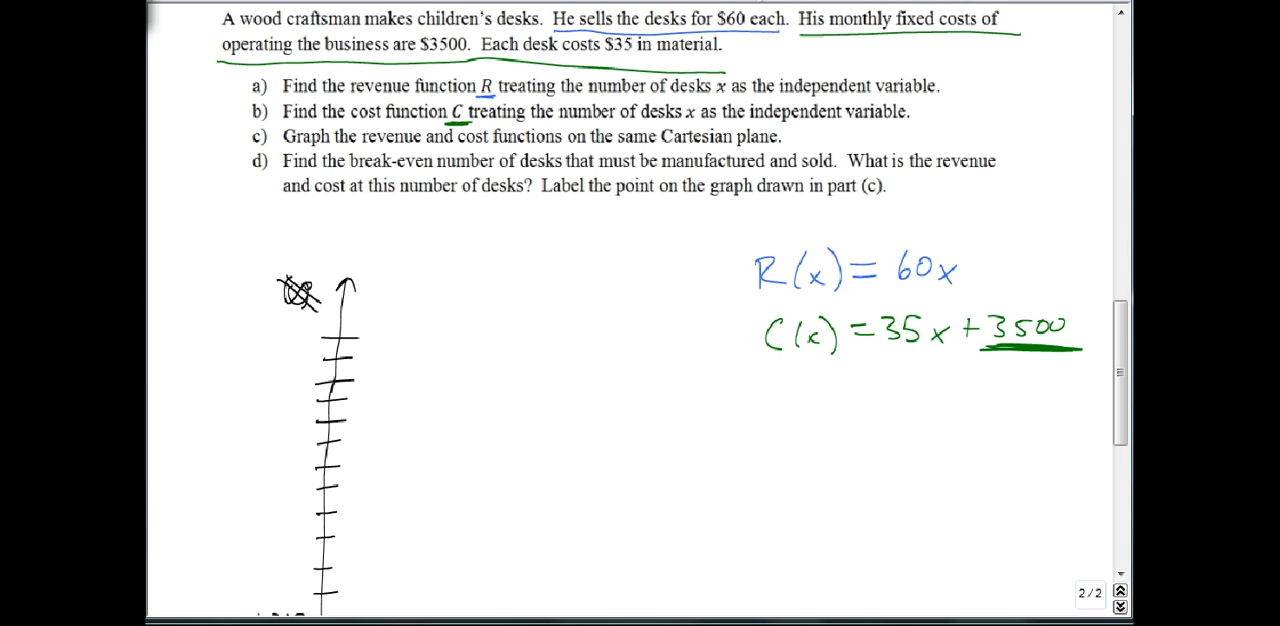 A wood craftsman makes children's desks. He sells the desks for $60 each. His monthly fixed costs of
operating the business are $3500. Each desk costs $35 in material.
a) Find the revenue function R treating the number of desks x as the independent variable.
b) Find the cost function C treating the number of desks x as the independent variable.
c) Graph the revenue and cost functions on the same Cartesian plane.
d) Find the break-even number of desks that must be manufactured and sold. What is the revenue
and cost at this number of desks? Label the point on the graph drawn in part (c).
R(x) = 60x
C(x) = 35x + 3500
2 / 2